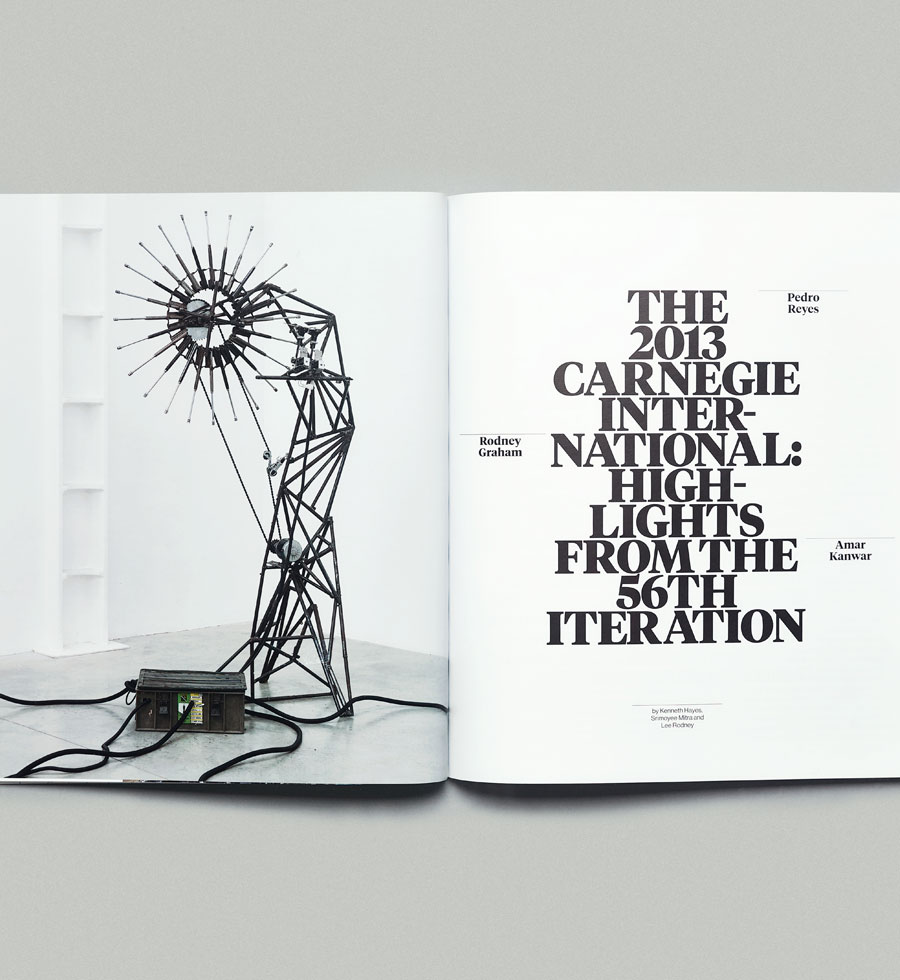 THE
2013
CARNEGIE
INTER-
NATIONAL:
HIGH-
LIGHTS
FROM THE
56TH
ITERATION
Pedro
Reyes
Rodney
Graham
Amar
Kanwar
by Kenneth Hayes,
Srimoyee Mitra and
Lee Rodney